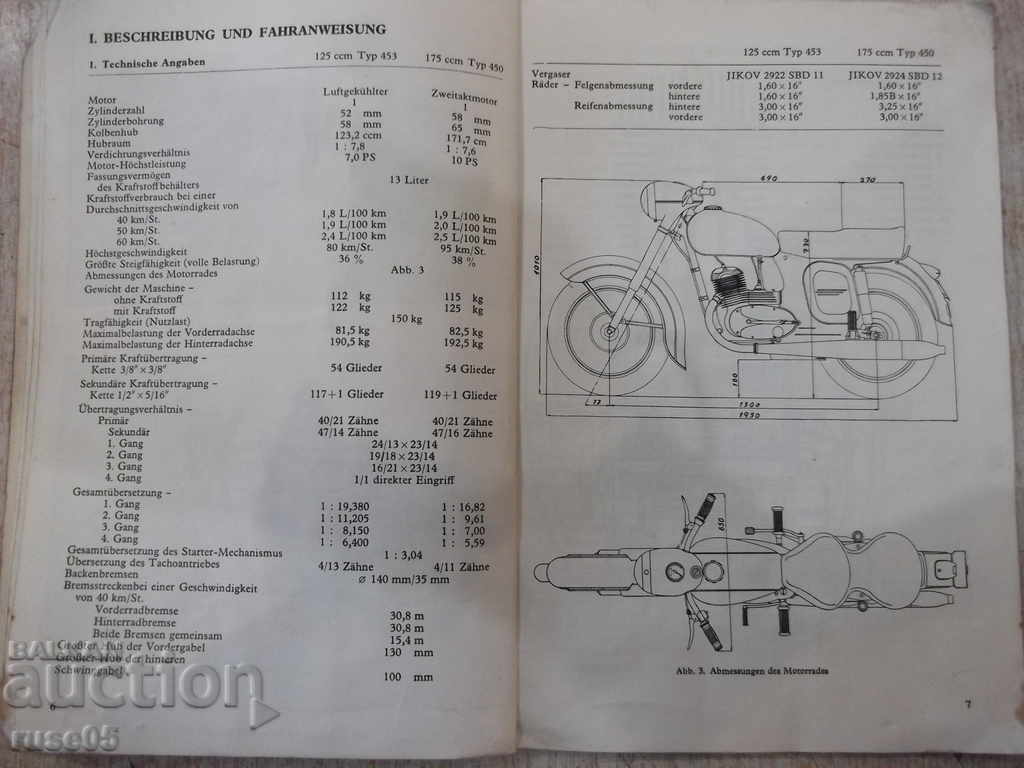 I. BESCHREIBUNG UND FAHRANWEISUNG
1. Technische Angaben 125 ccm Typ 453 175 ccm Typ 450
Motor Luftgekühlter Zweitaktmotor
Zylinderzahl 1 1
Zylinderbohrung 52 mm 58 mm
Kolbenhub 58 mm 65 mm
Hubraum 123,2 ccm 171,7 cm
Verdichtungsverhältnis 1 : 7,8 1 : 7,6
Motor-Höchstleistung 7,0 PS 10 PS
Fassungsvermögen
des Kraftstoffbehälters 13 Liter
Kraftstoffverbrauch bei einer
Durchschnittsgeschwindigkeit von
40 km/St. 1,8 L/100 km 1,9 L/100 km
50 km/St. 1,9 L/100 km 2,0 L/100 km
60 km/St. 2,4 L/100 km 2,5 L/100 km
Höchstgeschwindigkeit 80 km/St. 95 km/St.
Größte Steigfähigkeit (volle Belastung) 36 % 38 %
Abmessungen des Motorrades Abb. 3
Gewicht der Maschine –
ohne Kraftstoff 112 kg 115 kg
mit Kraftstoff 122 kg 125 kg
Tragfähigkeit (Nutzlast) 150 kg
Maximalbelastung der Vorderradachse 81,5 kg 82,5 kg
Maximalbelastung der Hinterradachse 190,5 kg 192,5 kg
Primäre Kraftübertragung –
Kette 3/8" × 3/8" 54 Glieder 54 Glieder
Sekundäre Kraftübertragung –
Kette 1/2" × 5/16" 117+1 Glieder 119+1 Glieder
Übertragungsverhältnis –
Primär 40/21 Zähne 40/21 Zähne
Sekundär 47/14 Zähne 47/16 Zähne
1. Gang 24/13 × 23/14
2. Gang 19/18 × 23/14
3. Gang 16/21 × 23/14
4. Gang 1/1 direkter Eingriff
Gesamtübersetzung –
1. Gang 1 : 19,380 1 : 16,82
2. Gang 1 : 11,205 1 : 9,61
3. Gang 1 : 8,150 1 : 7,00
4. Gang 1 : 6,400 1 : 5,59
Gesamtübersetzung des Starter-Mechanismus 1 : 3,04
Übersetzung des Tachoantriebes 4/13 Zähne 4/11 Zähne
Backenbremsen ø 140 mm/35 mm
Bremsstrecken bei einer Geschwindigkeit
von 40 km/St.
Vorderradbremse 30,8 m
Hinterradbremse 30,8 m
Beide Bremsen gemeinsam 15,4 m
Größter Hub der Vordergabel 130 mm
Größter Hub der hinteren
Schwinggabel 100 mm
6
125 ccm Typ 453 175 ccm Typ 450
Vergaser JIKOV 2922 SBD 11 JIKOV 2924 SBD 12
Räder – Felgenabmessung vordere 1,60 × 16" 1,60 × 16"
hintere 1,60 × 16" 1,85B × 16"
Reifenabmessung hintere 3,00 × 16" 3,25 × 16"
vordere 3,00 × 16" 3,00 × 16"
690 270
1010
730
12
1300
1930
650
Abb. 3. Abmessungen des Motorrades
7
auction
ruse05